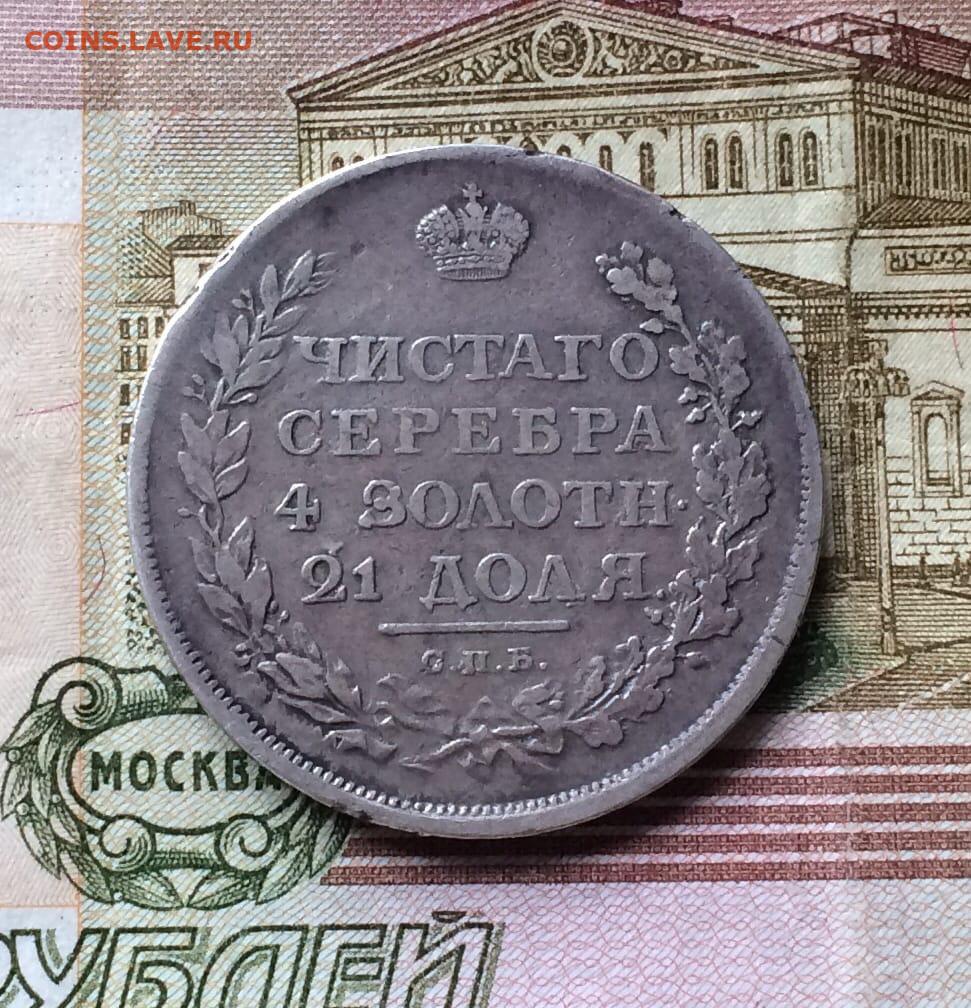 COINS.LAVE.RU
ЧИСТАГО
СЕРЕБРА
4 ЗОЛОТН.
21 ДОЛЯ
С.П.Б.
МОСКВА
РУБЛЕЙ